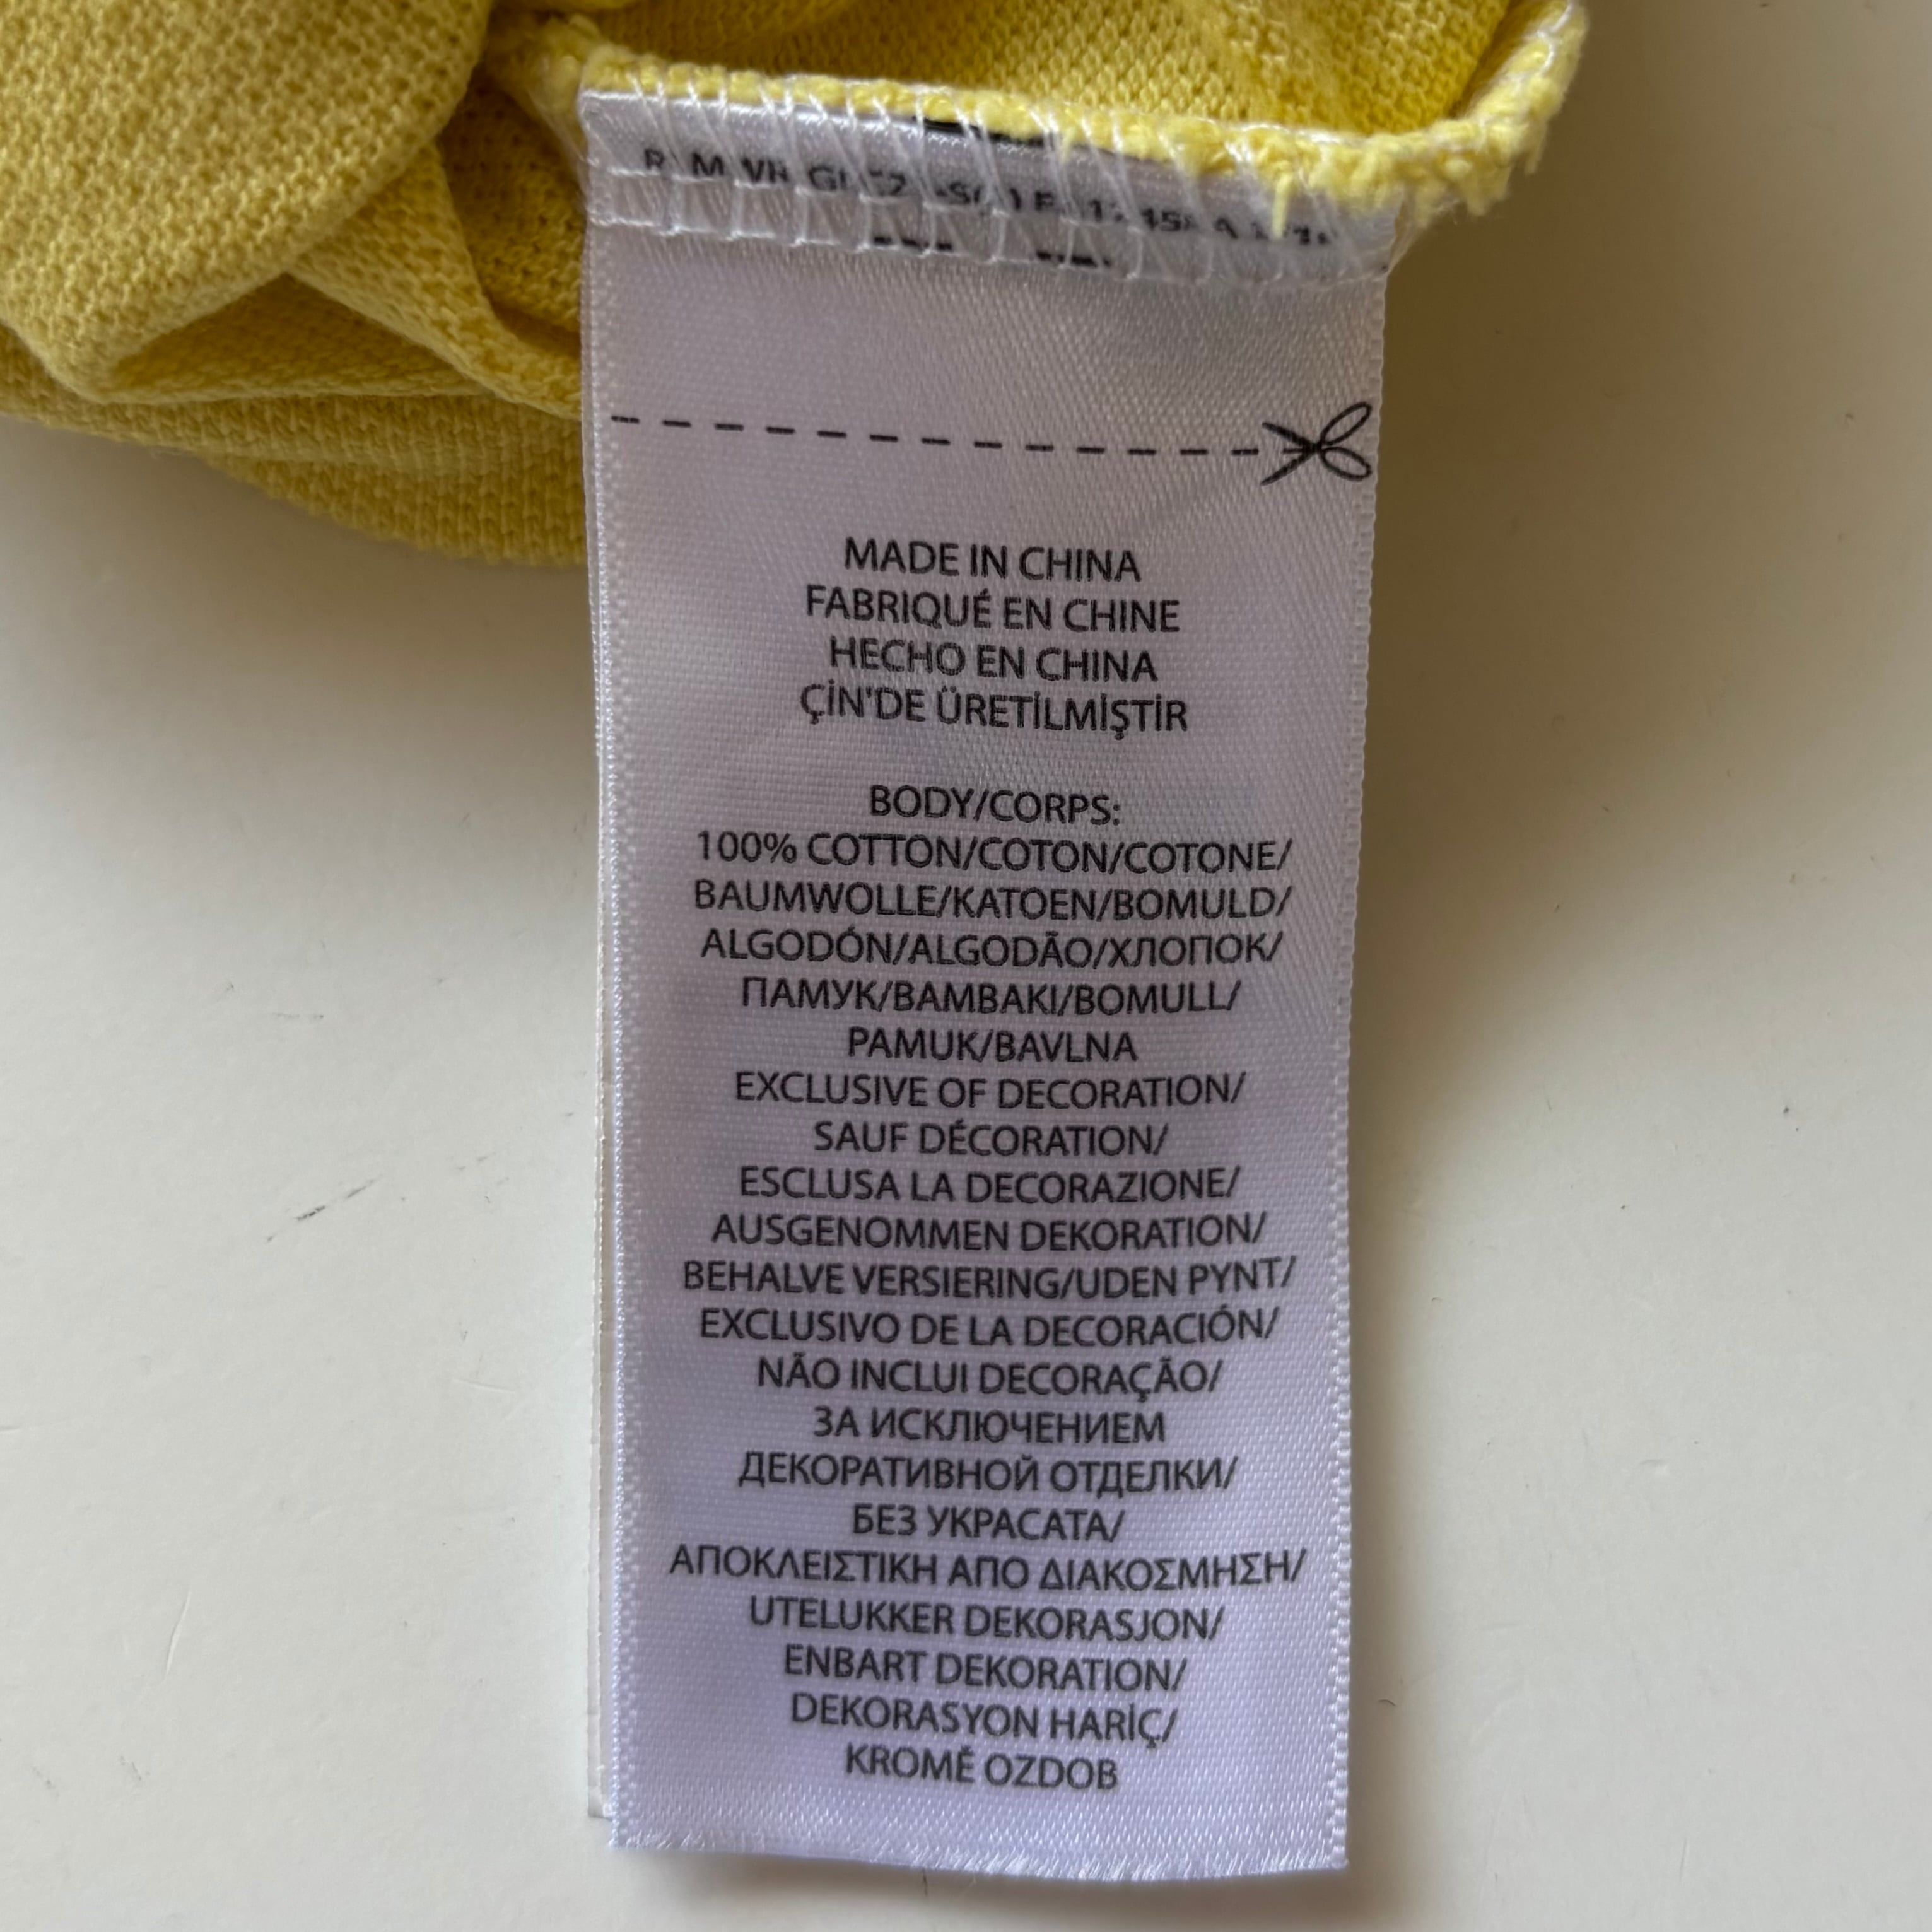 MADE IN CHINA
FABRIQUÉ EN CHINE
HECHO EN CHINA
ÇİN'DE ÜRETİLMİŞTİR
BODY/CORPS:
100% COTTON/COTON/COTONE/
BAUMWOLLE/KATOEN/BOMULD/
ALGODÓN/ALGODÃO/ХЛОПОК/
ПАМУК/ΒΑΜΒΑΚΙ/BOMULL/
PAMUK/BAVLNA
EXCLUSIVE OF DECORATION/
SAUF DÉCORATION/
ESCLUSA LA DECORAZIONE/
AUSGENOMMEN DEKORATION/
BEHALVE VERSIERING/UDEN PYNT/
EXCLUSIVO DE LA DECORACIÓN/
NÃO INCLUI DECORAÇÃO/
ЗА ИСКЛЮЧЕНИЕМ
ДЕКОРАТИВНОЙ ОТДЕЛКИ/
БЕЗ УКРАСАТА/
ΑΠΟΚΛΕΙΣΤΙΚΗ ΑΠΟ ΔΙΑΚΟΣΜΗΣΗ/
UTELUKKER DEKORASJON/
ENBART DEKORATION/
DEKORASYON HARİÇ/
KROMĚ OZDOB